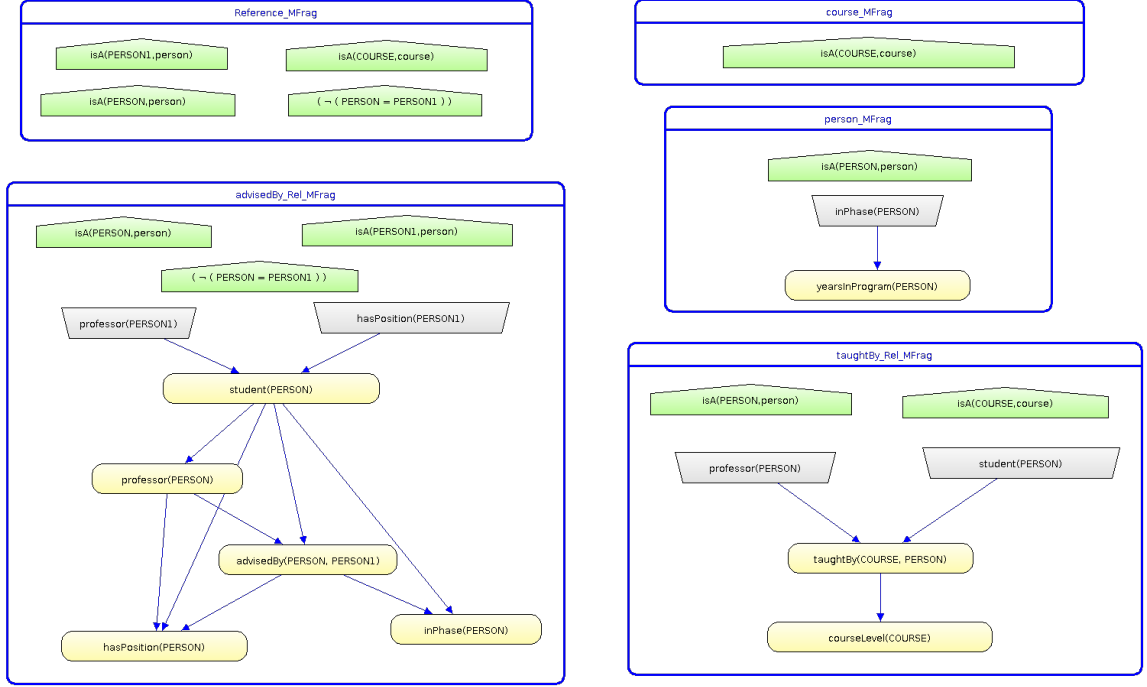 Reference_MFrag
isA(PERSON1,person)
isA(COURSE,course)
isA(PERSON,person)
( ¬ ( PERSON = PERSON1 ) )
course_MFrag
isA(COURSE,course)
person_MFrag
isA(PERSON,person)
inPhase(PERSON)
yearsInProgram(PERSON)
advisedBy_Rel_MFrag
isA(PERSON,person)
isA(PERSON1,person)
( ¬ ( PERSON = PERSON1 ) )
professor(PERSON1)
hasPosition(PERSON1)
student(PERSON)
professor(PERSON)
advisedBy(PERSON, PERSON1)
inPhase(PERSON)
hasPosition(PERSON)
taughtBy_Rel_MFrag
isA(PERSON,person)
isA(COURSE,course)
professor(PERSON)
student(PERSON)
taughtBy(COURSE, PERSON)
courseLevel(COURSE)